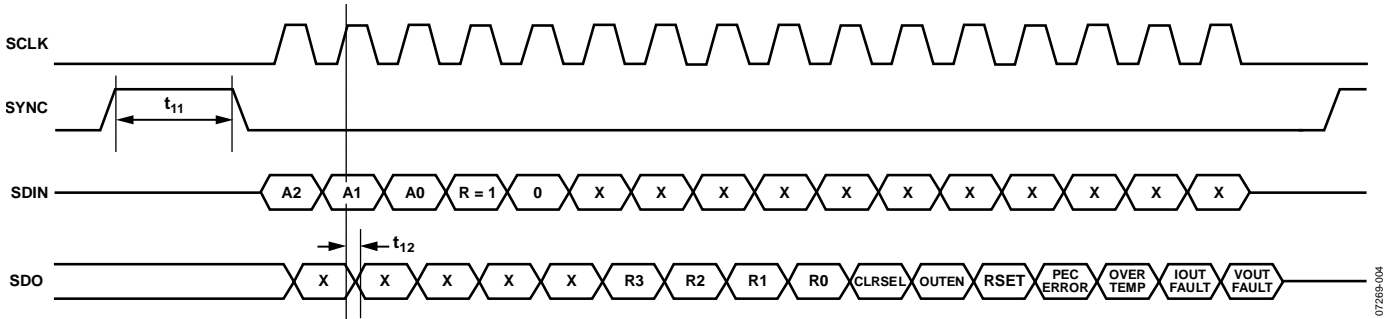 SCLK
SYNC t11
SDIN A2 A1 A0 R = 1 0 X X X X X X X X X X X
t12
SDO X X X X X R3 R2 R1 R0 CLRSEL OUTEN RSET PEC ERROR OVER TEMP IOUT FAULT VOUT FAULT
07269-004